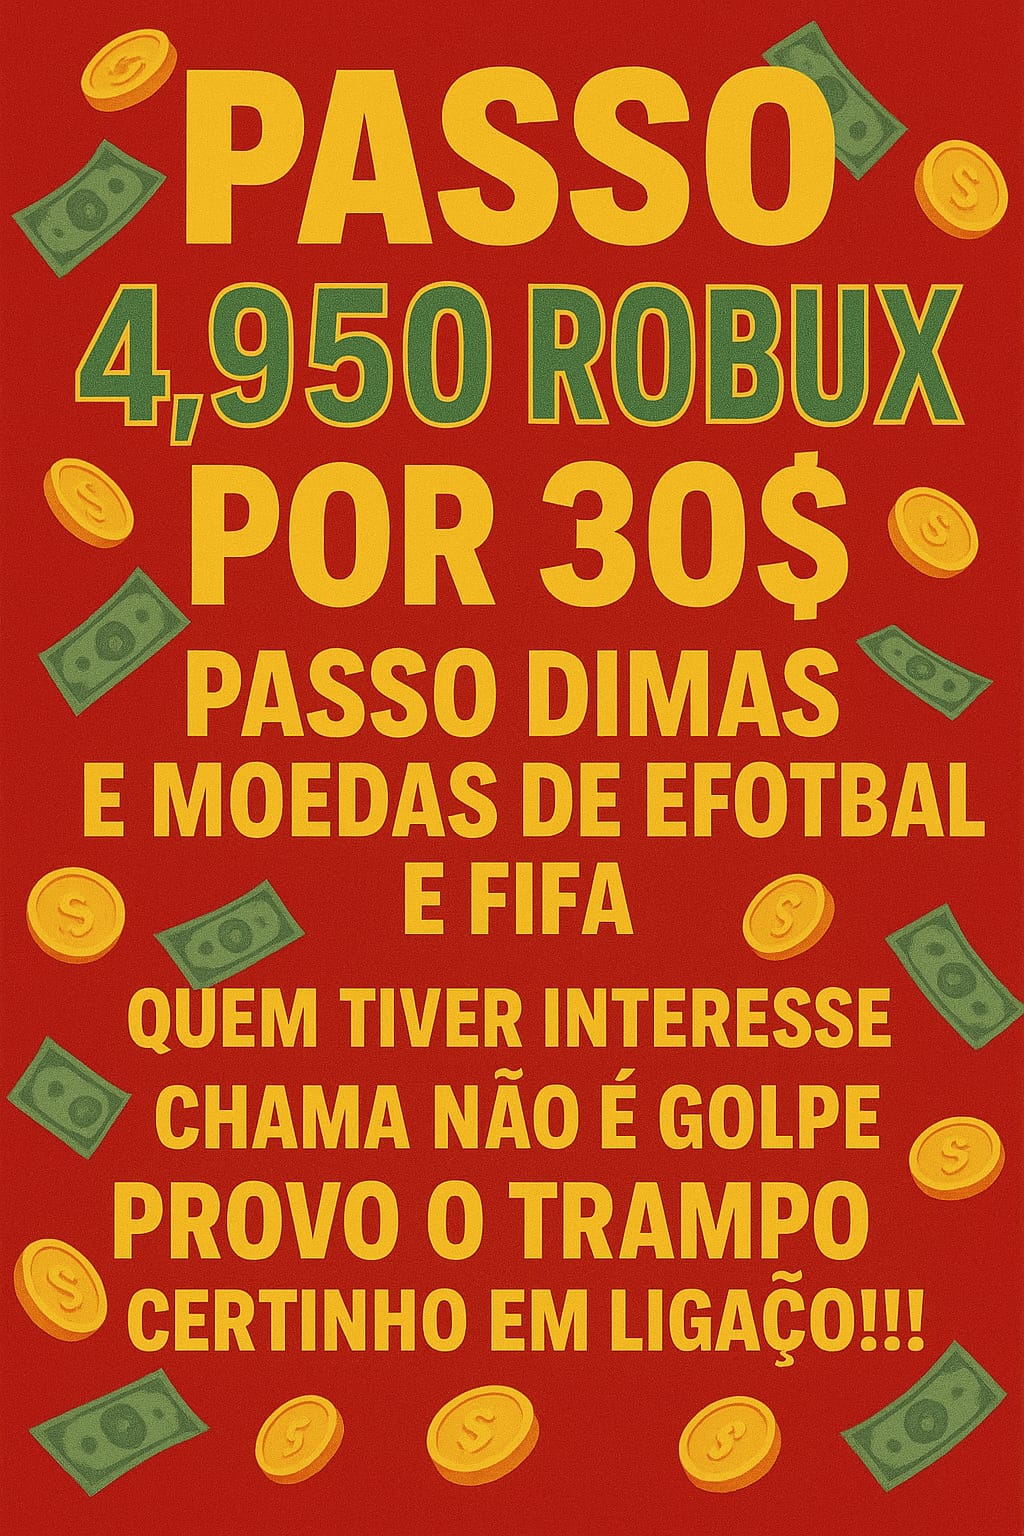 PASSO
4,950 ROBUX
POR 30$
PASSO DIMAS
E MOEDAS DE EFOTBAL
E FIFA
QUEM TIVER INTERESSE
CHAMA NÃO É GOLPE
PROVO O TRAMPO
CERTINHO EM LIGAÇ̃O!!!